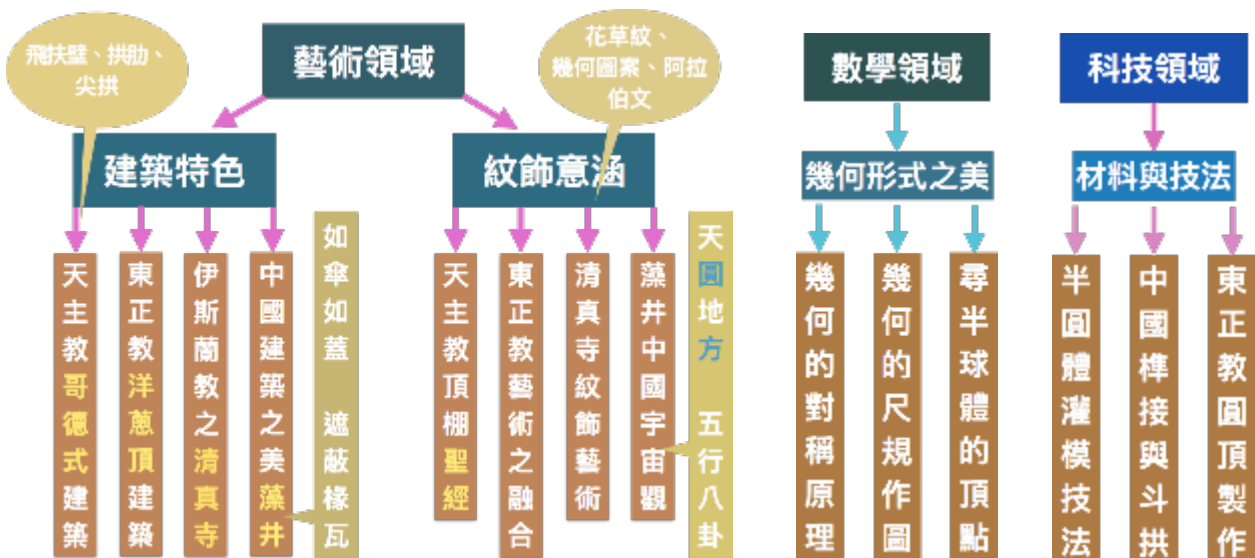 飛扶壁、拱肋、
尖拱
藝術領域
花草紋、
幾何圖案、阿拉
伯文
數學領域
科技領域
建築特色
紋飾意涵
幾何形式之美
材料與技法
天主教哥德式建築
東正教洋蔥頂建築
伊斯蘭教之清真寺
中國建築之美藻井
如傘如蓋 遮蔽椽瓦
天主教頂棚聖經
東正教藝術之融合
清真寺紋飾藝術
藻井中國宇宙觀
天圓地方 五行八卦
幾何的對稱原理
幾何的尺規作圖
尋半球體的頂點
半圓體灌模技法
中國榫接與斗拱
東正教圓頂製作